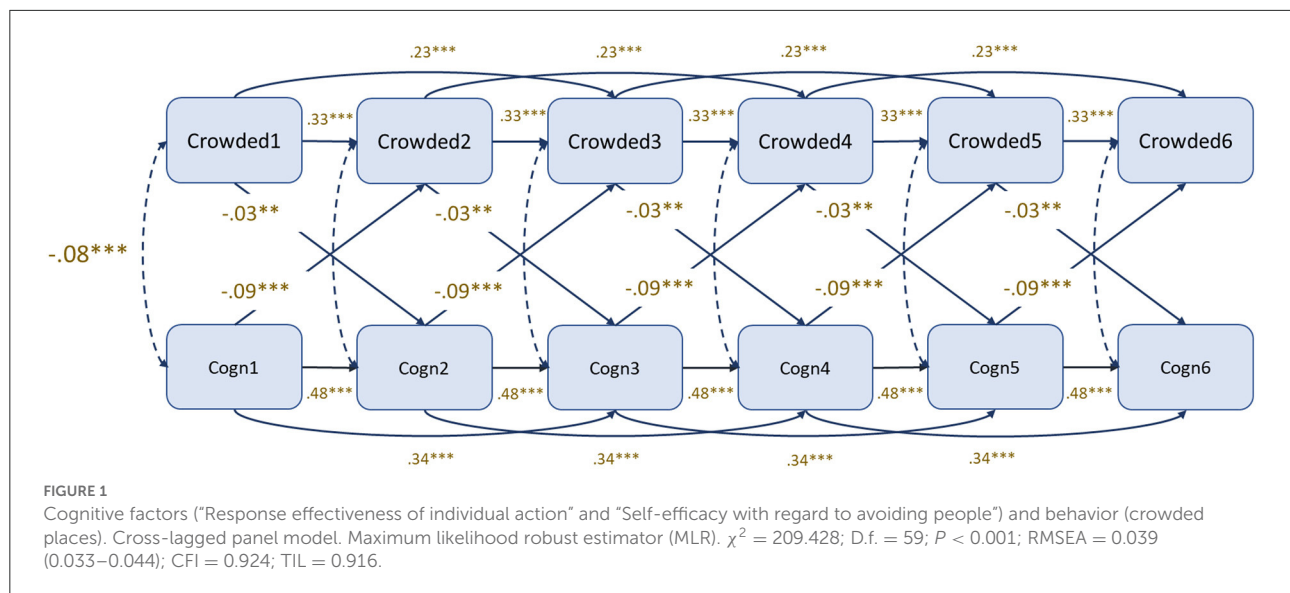 .23*** .23*** .23*** .23***
Crowded1 .33*** Crowded2 .33*** Crowded3 .33*** Crowded4 33*** Crowded5 .33*** Crowded6
-.03** -.03** -.03** -.03** -.03**
-.08***
-.09*** -.09*** -.09*** -.09*** -.09***
Cogn1 .48*** Cogn2 .48*** Cogn3 .48*** Cogn4 .48*** Cogn5 .48*** Cogn6
.34*** .34*** .34*** .34***
FIGURE 1
Cognitive factors (“Response effectiveness of individual action” and “Self-efficacy with regard to avoiding people”) and behavior (crowded
places). Cross-lagged panel model. Maximum likelihood robust estimator (MLR). χ² = 209.428; D.f. = 59; P < 0.001; RMSEA = 0.039
(0.033–0.044); CFI = 0.924; TIL = 0.916.